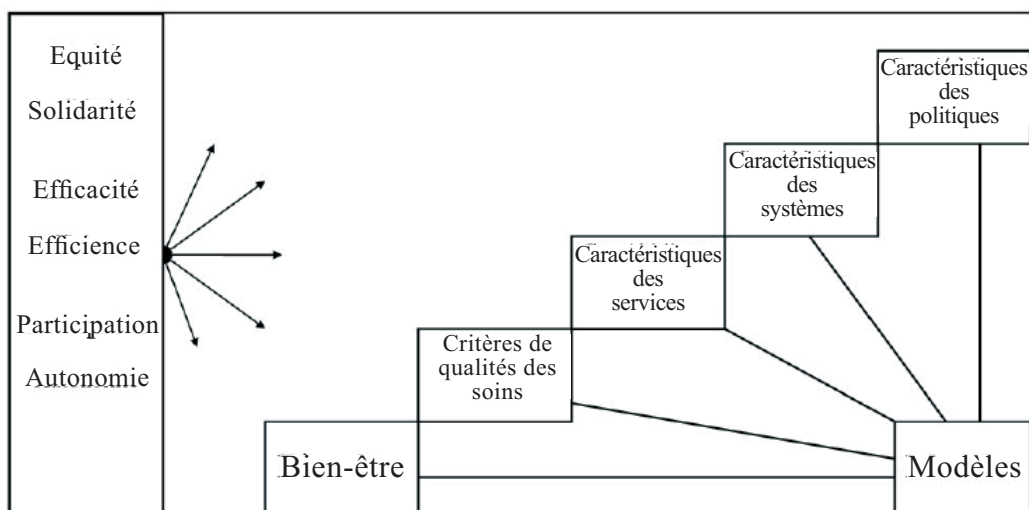 Equité
Solidarité
Efficacité
Efficience
Participation
Autonomie
Caractéristiques
des
politiques
Caractéristiques
des
systèmes
Caractéristiques
des
services
Critères de
qualités des
soins
Bien-être
Modèles